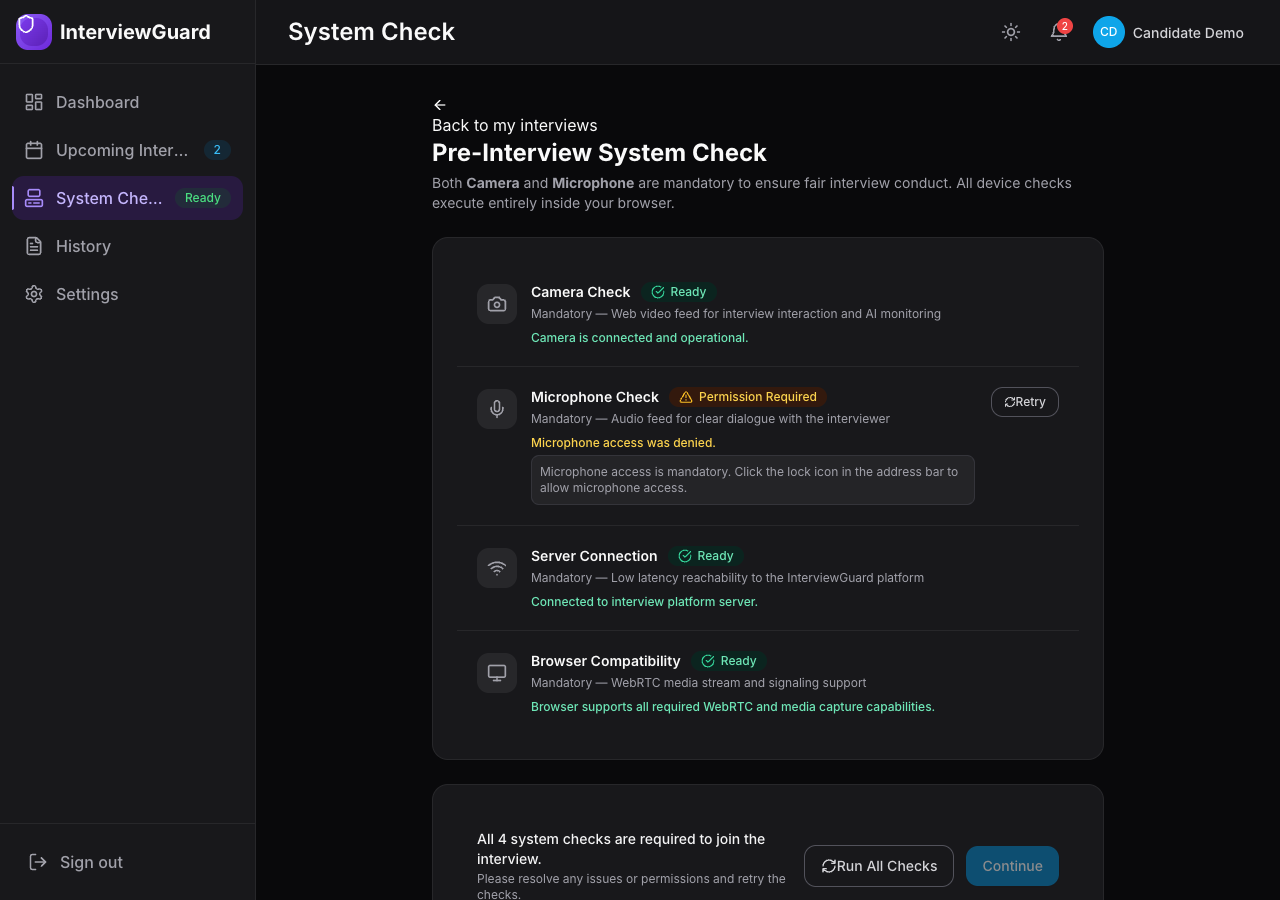 InterviewGuard
System Check
2
CD
Candidate Demo
Dashboard
Upcoming Inter...
2
System Che...
Ready
History
Settings
Sign out
Back to my interviews
Pre-Interview System Check
Both Camera and Microphone are mandatory to ensure fair interview conduct. All device checks
execute entirely inside your browser.
Camera Check
Ready
Mandatory — Web video feed for interview interaction and AI monitoring
Camera is connected and operational.
Microphone Check
Permission Required
Retry
Mandatory — Audio feed for clear dialogue with the interviewer
Microphone access was denied.
Microphone access is mandatory. Click the lock icon in the address bar to
allow microphone access.
Server Connection
Ready
Mandatory — Low latency reachability to the InterviewGuard platform
Connected to interview platform server.
Browser Compatibility
Ready
Mandatory — WebRTC media stream and signaling support
Browser supports all required WebRTC and media capture capabilities.
All 4 system checks are required to join the
interview.
Please resolve any issues or permissions and retry the
checks.
Run All Checks
Continue